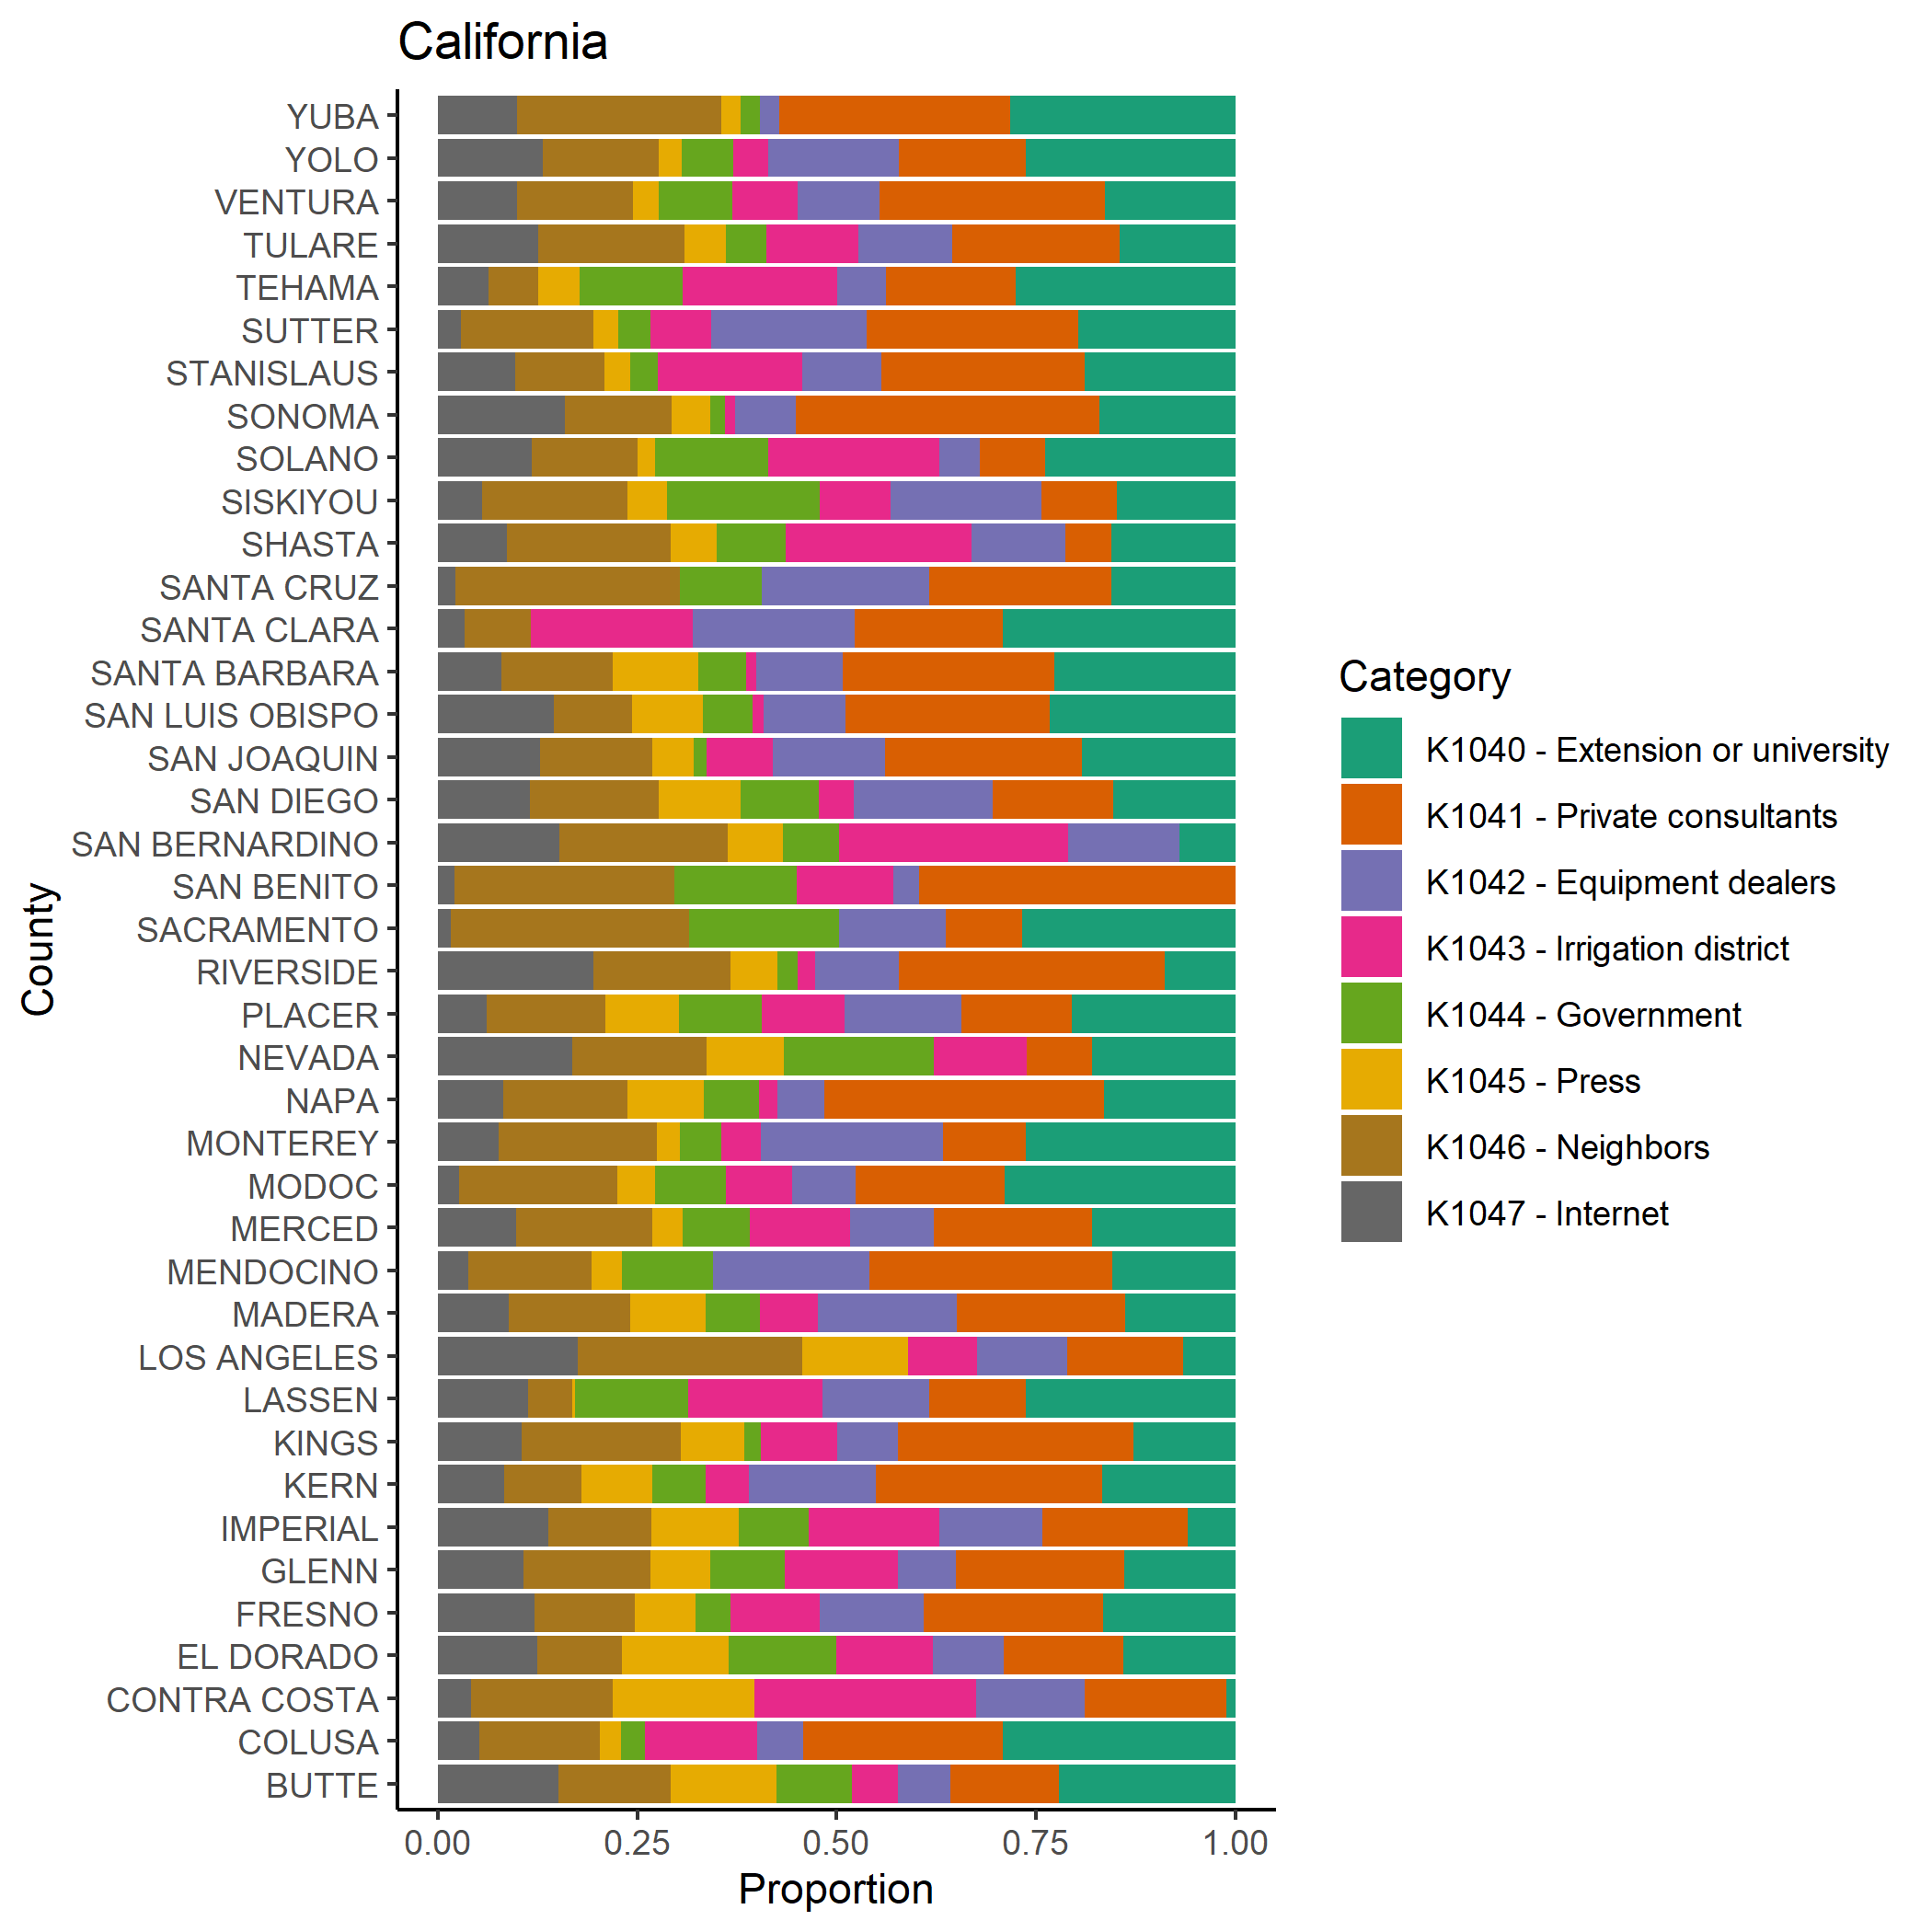 California
YUBA
YOLO
VENTURA
TULARE
TEHAMA
SUTTER
STANISLAUS
SONOMA
SOLANO
SISKIYOU
SHASTA
SANTA CRUZ
SANTA CLARA
SANTA BARBARA
SAN LUIS OBISPO
SAN JOAQUIN
SAN DIEGO
SAN BERNARDINO
SAN BENITO
SACRAMENTO
RIVERSIDE
PLACER
NEVADA
NAPA
MONTEREY
MODOC
MERCED
MENDOCINO
MADERA
LOS ANGELES
LASSEN
KINGS
KERN
IMPERIAL
GLENN
FRESNO
EL DORADO
CONTRA COSTA
COLUSA
BUTTE
County
0.00 0.25 0.50 0.75 1.00
Proportion
Category
K1040 - Extension or university
K1041 - Private consultants
K1042 - Equipment dealers
K1043 - Irrigation district
K1044 - Government
K1045 - Press
K1046 - Neighbors
K1047 - Internet